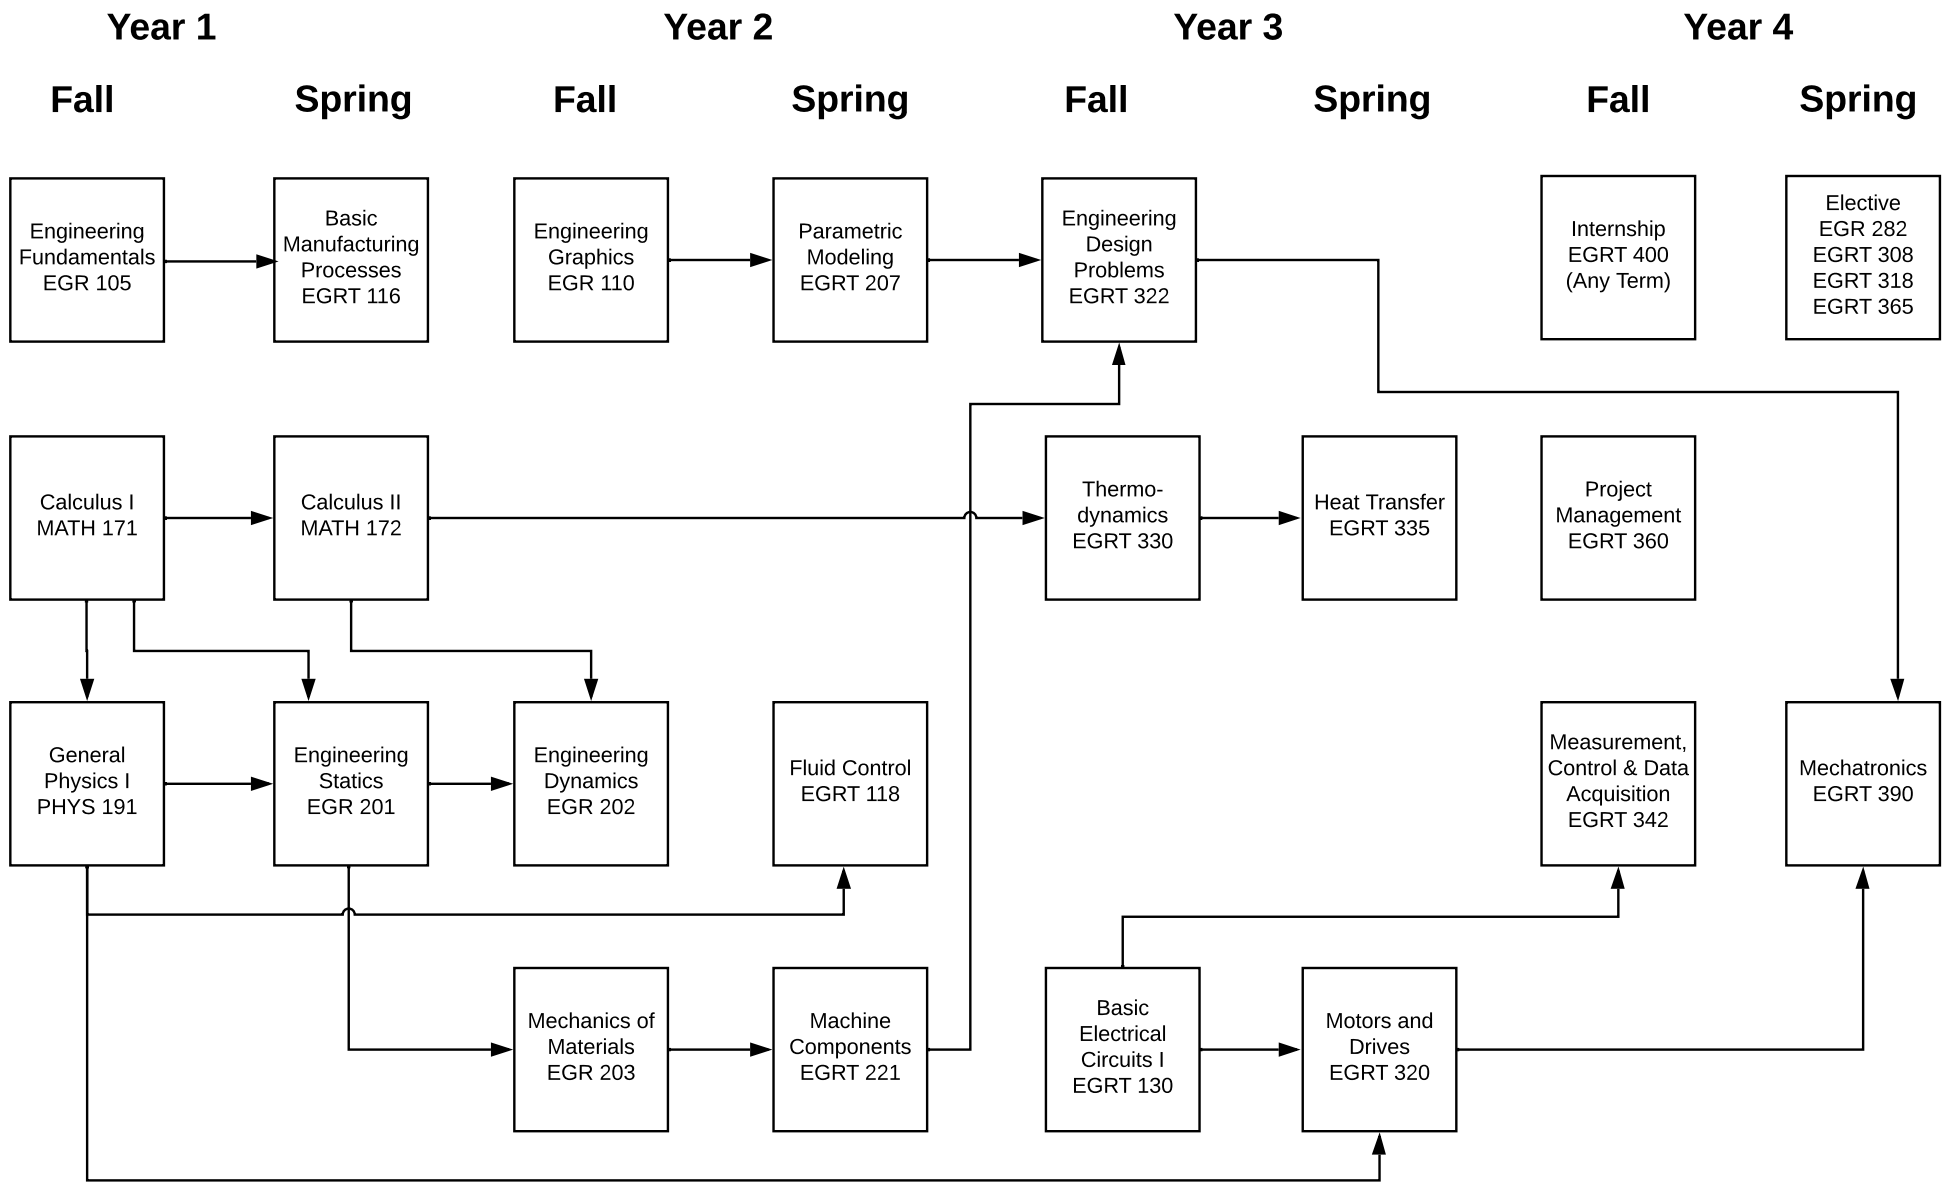 Year 1
Year 2
Year 3
Year 4
Fall
Spring
Fall
Spring
Fall
Spring
Fall
Spring
Engineering
Fundamentals
EGR 105
Basic
Manufacturing
Processes
EGRT 116
Engineering
Graphics
EGR 110
Parametric
Modeling
EGRT 207
Engineering
Design
Problems
EGRT 322
Internship
EGRT 400
(Any Term)
Elective
EGR 282
EGRT 308
EGRT 318
EGRT 365
Calculus I
MATH 171
Calculus II
MATH 172
Thermo-
dynamics
EGRT 330
Heat Transfer
EGRT 335
Project
Management
EGRT 360
General
Physics I
PHYS 191
Engineering
Statics
EGR 201
Engineering
Dynamics
EGR 202
Fluid Control
EGRT 118
Measurement,
Control & Data
Acquisition
EGRT 342
Mechatronics
EGRT 390
Mechanics of
Materials
EGR 203
Machine
Components
EGRT 221
Basic
Electrical
Circuits I
EGRT 130
Motors and
Drives
EGRT 320